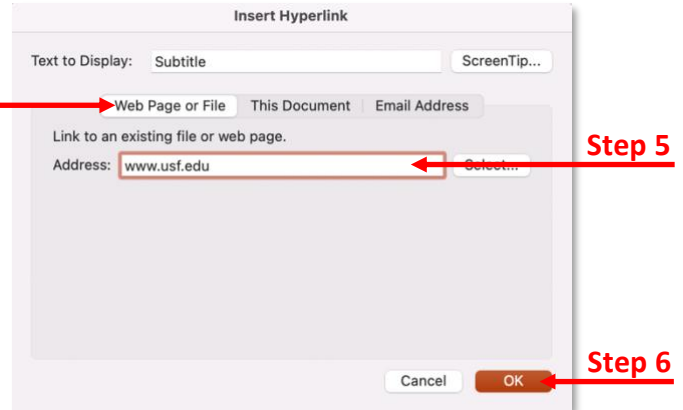 Insert Hyperlink
Text to Display: Subtitle ScreenTip...
Web Page or File This Document Email Address
Link to an existing file or web page.
Step 5
Address: www.usf.edu Select...
Step 6
Cancel OK